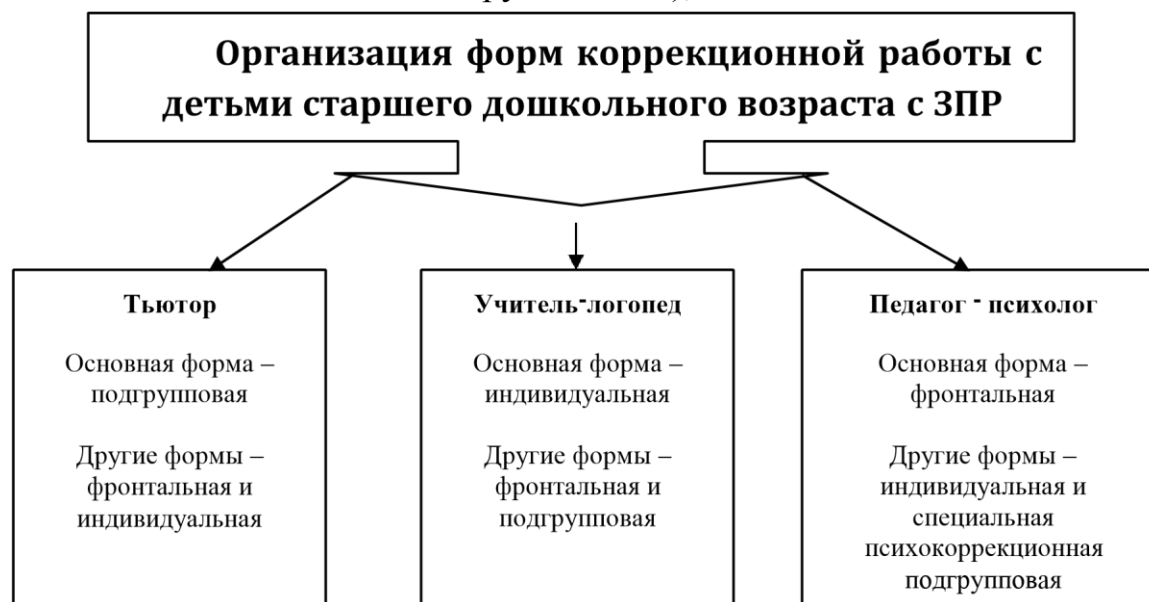 Организация форм коррекционной работы с
детьми старшего дошкольного возраста с ЗПР
Тьютор
Основная форма –
подгрупповая
Другие формы –
фронтальная и
индивидуальная
Учитель-логопед
Основная форма –
индивидуальная
Другие формы –
фронтальная и
подгрупповая
Педагог - психолог
Основная форма –
фронтальная
Другие формы –
индивидуальная и
специальная
психокоррекционная
подгрупповая